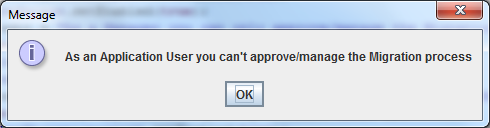 Message
As an Application User you can't approve/manage the Migration process
OK